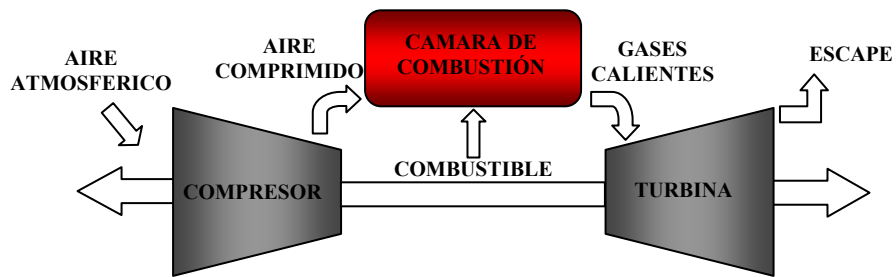 AIRE
ATMOSFERICO
AIRE
COMPRIMIDO
CAMARA DE
COMBUSTIÓN
GASES
CALIENTES
ESCAPE
COMBUSTIBLE
COMPRESOR
TURBINA